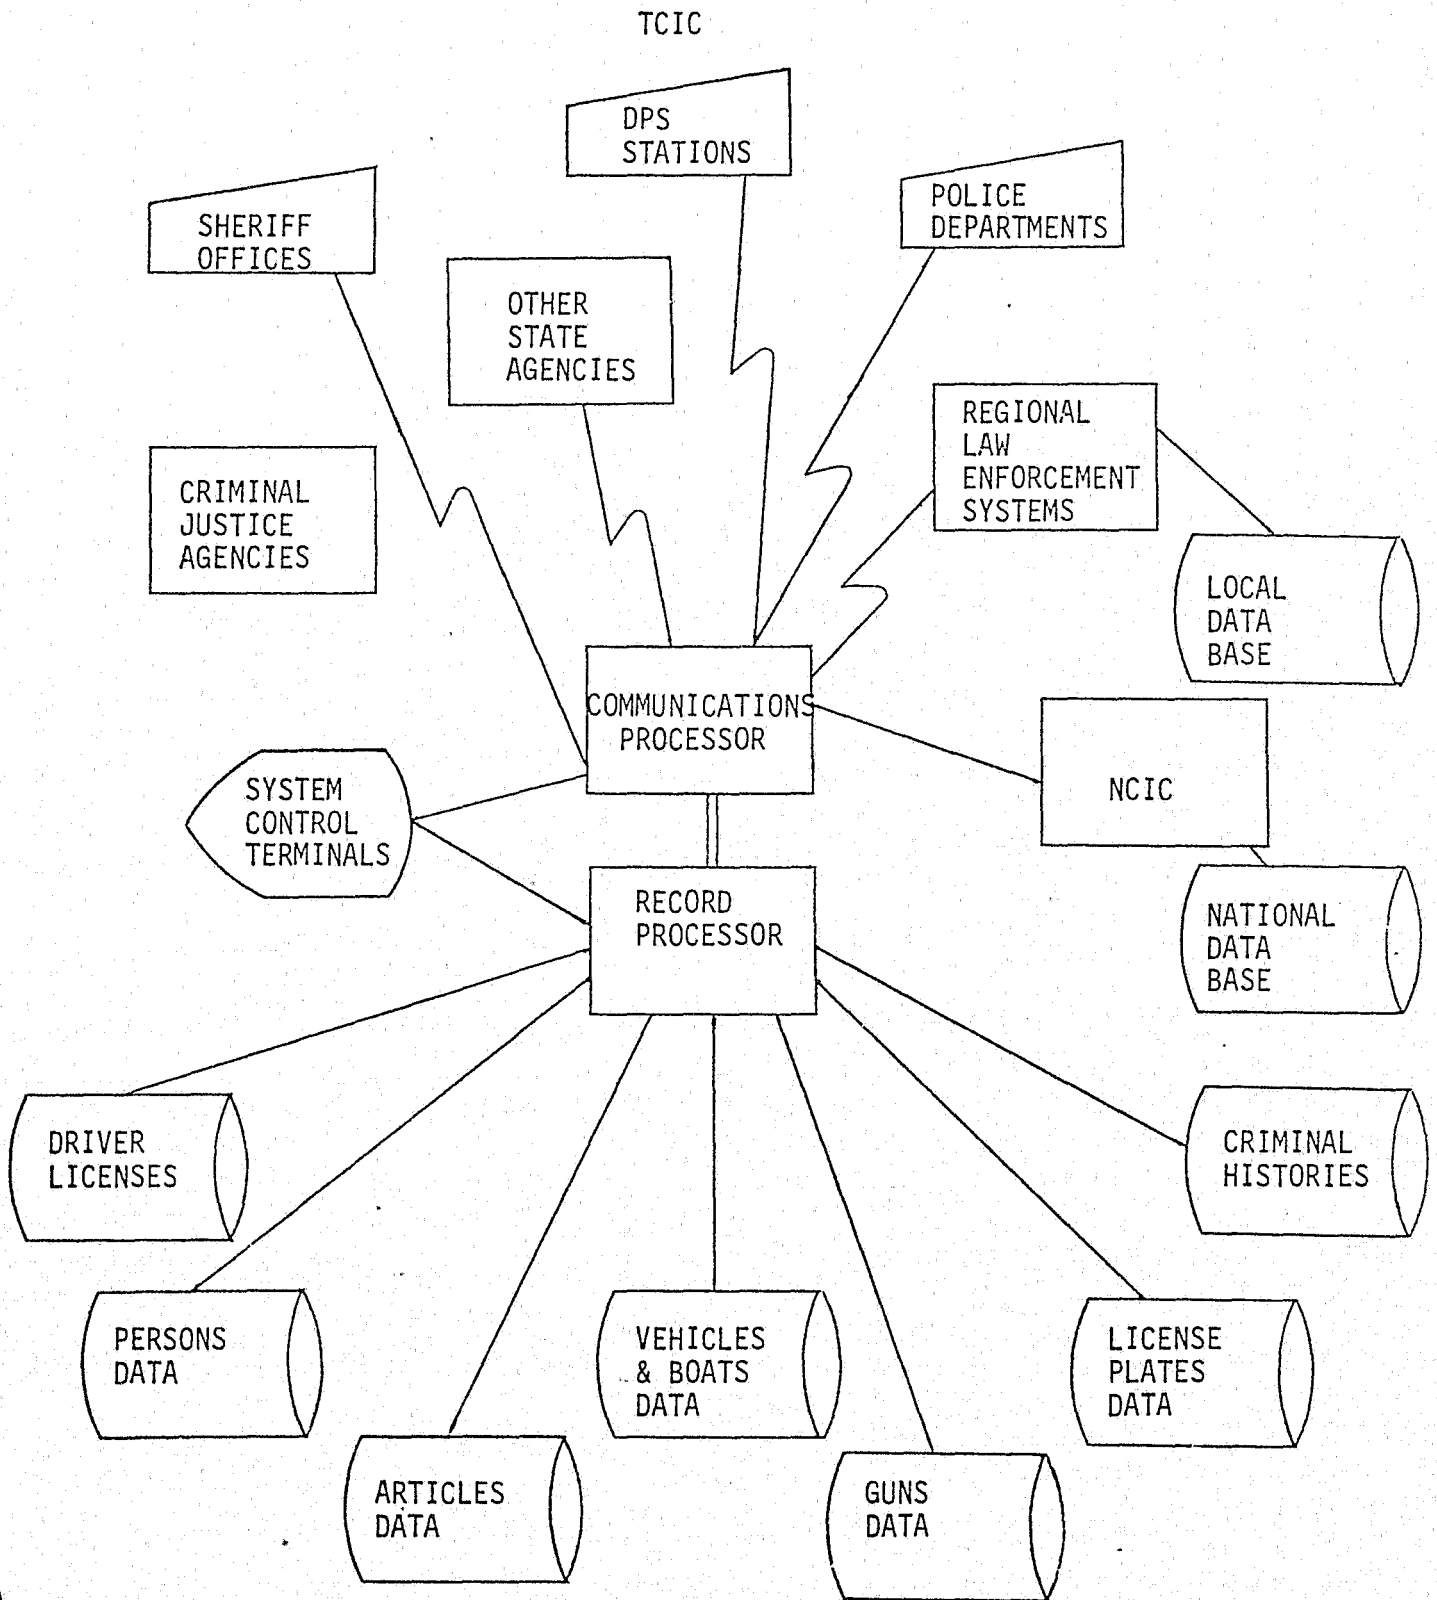 TCIC
DPS
STATIONS
SHERIFF
OFFICES
POLICE
DEPARTMENTS
OTHER
STATE
AGENCIES
REGIONAL
LAW
ENFORCEMENT
SYSTEMS
CRIMINAL
JUSTICE
AGENCIES
LOCAL
DATA
BASE
COMMUNICATIONS
PROCESSOR
NCIC
SYSTEM
CONTROL
TERMINALS
RECORD
PROCESSOR
NATIONAL
DATA
BASE
DRIVER
LICENSES
CRIMINAL
HISTORIES
PERSONS
DATA
VEHICLES
& BOATS
DATA
LICENSE
PLATES
DATA
ARTICLES
DATA
GUNS
DATA